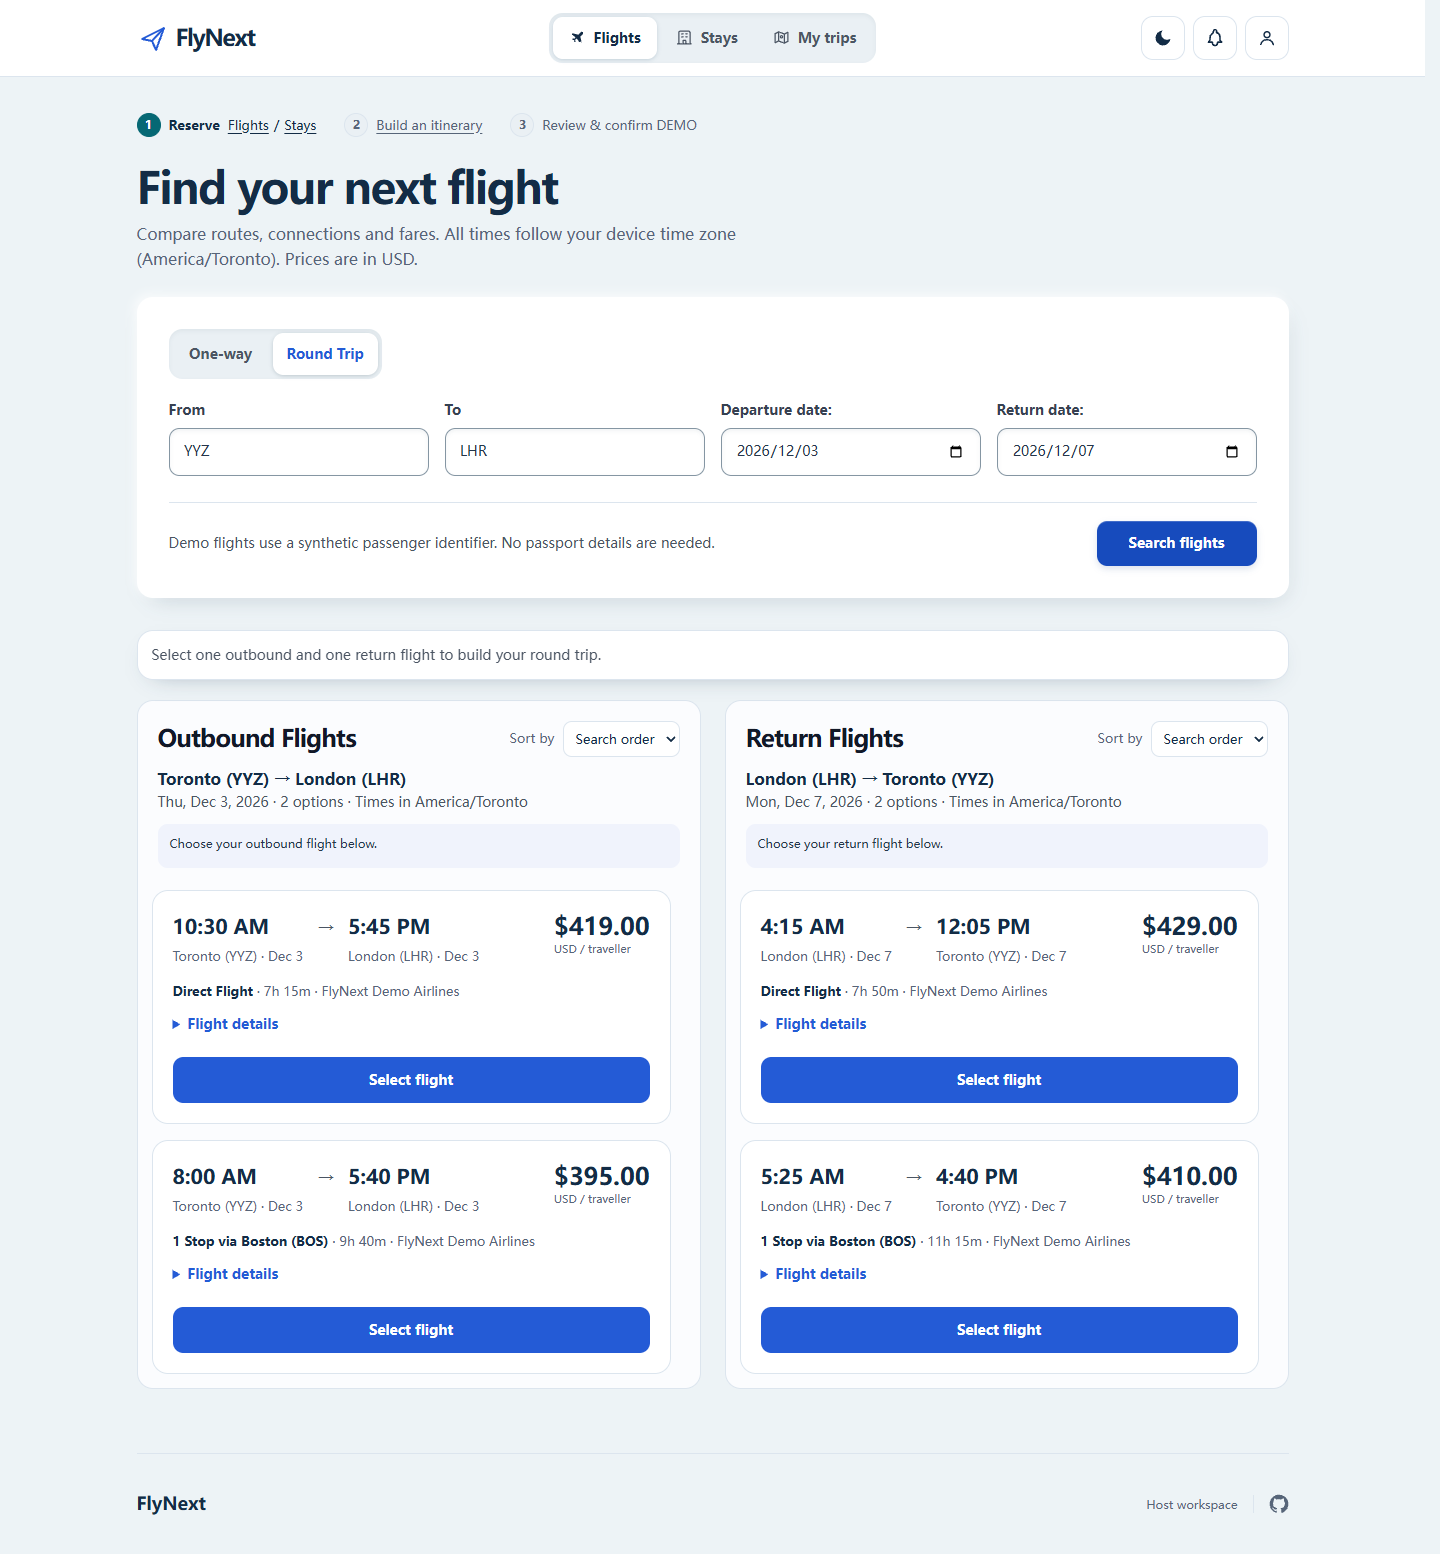 FlyNext
Flights
Stays
My trips
1 Reserve Flights / Stays
2 Build an itinerary
3 Review & confirm DEMO
Find your next flight
Compare routes, connections and fares. All times follow your device time zone
(America/Toronto). Prices are in USD.
One-way
Round Trip
From
To
Departure date:
Return date:
YYZ
LHR
2026/12/03
2026/12/07
Demo flights use a synthetic passenger identifier. No passport details are needed.
Search flights
Select one outbound and one return flight to build your round trip.
Outbound Flights
Sort by
Search order
Toronto (YYZ) → London (LHR)
Thu, Dec 3, 2026 · 2 options · Times in America/Toronto
Choose your outbound flight below.
10:30 AM → 5:45 PM
$419.00
Toronto (YYZ) · Dec 3
London (LHR) · Dec 3
USD / traveller
Direct Flight · 7h 15m · FlyNext Demo Airlines
Flight details
Select flight
8:00 AM → 5:40 PM
$395.00
Toronto (YYZ) · Dec 3
London (LHR) · Dec 3
USD / traveller
1 Stop via Boston (BOS) · 9h 40m · FlyNext Demo Airlines
Flight details
Select flight
Return Flights
Sort by
Search order
London (LHR) → Toronto (YYZ)
Mon, Dec 7, 2026 · 2 options · Times in America/Toronto
Choose your return flight below.
4:15 AM → 12:05 PM
$429.00
London (LHR) · Dec 7
Toronto (YYZ) · Dec 7
USD / traveller
Direct Flight · 7h 50m · FlyNext Demo Airlines
Flight details
Select flight
5:25 AM → 4:40 PM
$410.00
London (LHR) · Dec 7
Toronto (YYZ) · Dec 7
USD / traveller
1 Stop via Boston (BOS) · 11h 15m · FlyNext Demo Airlines
Flight details
Select flight
FlyNext
Host workspace